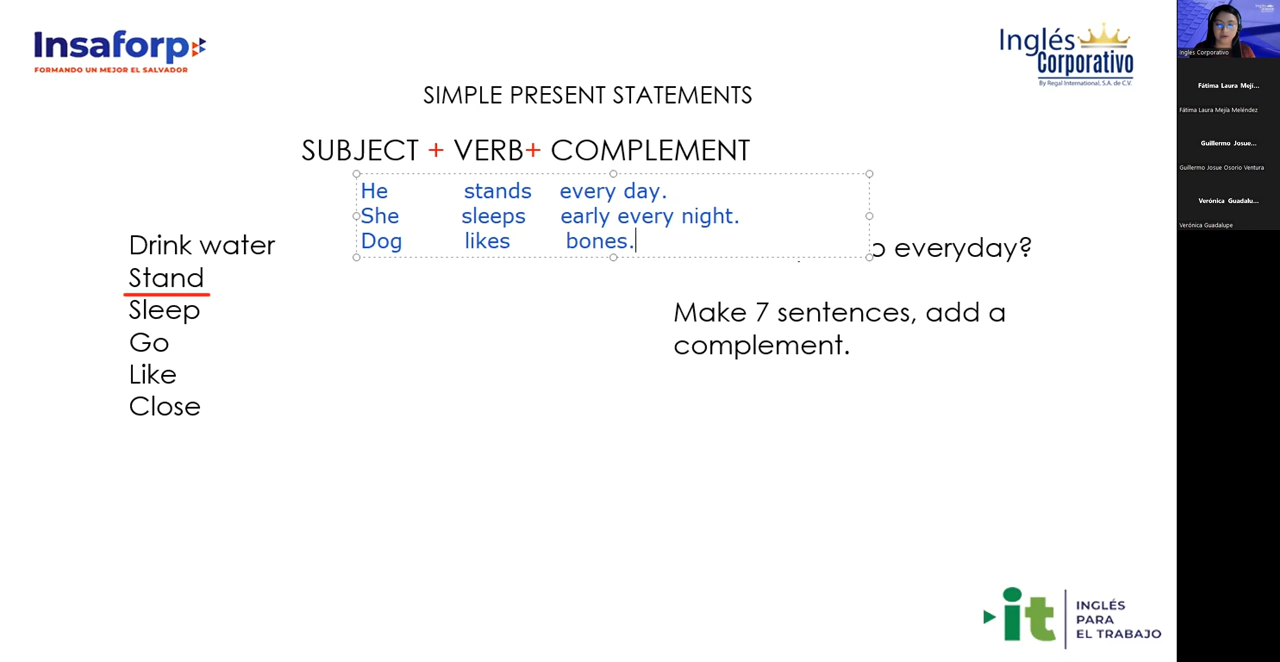 Insaforp
FORMANDO UN MEJOR EL SALVADOR
Inglés
Corporativo
By Regal International, S.A. de C.V.
SIMPLE PRESENT STATEMENTS
SUBJECT + VERB+ COMPLEMENT
He stands every day.
She sleeps early every night.
Dog likes bones.
Drink water
Stand
Sleep
Go
Like
Close
everyday?
Make 7 sentences, add a
complement.
it
INGLÉS
PARA
EL TRABAJO
Inglés Corporativo
Fátima Laura Mejí...
Fátima Laura Mejía Meléndez
Guillermo Josue...
Guillermo Josue Osorio Ventura
Verónica Guadalu...
Verónica Guadalupe